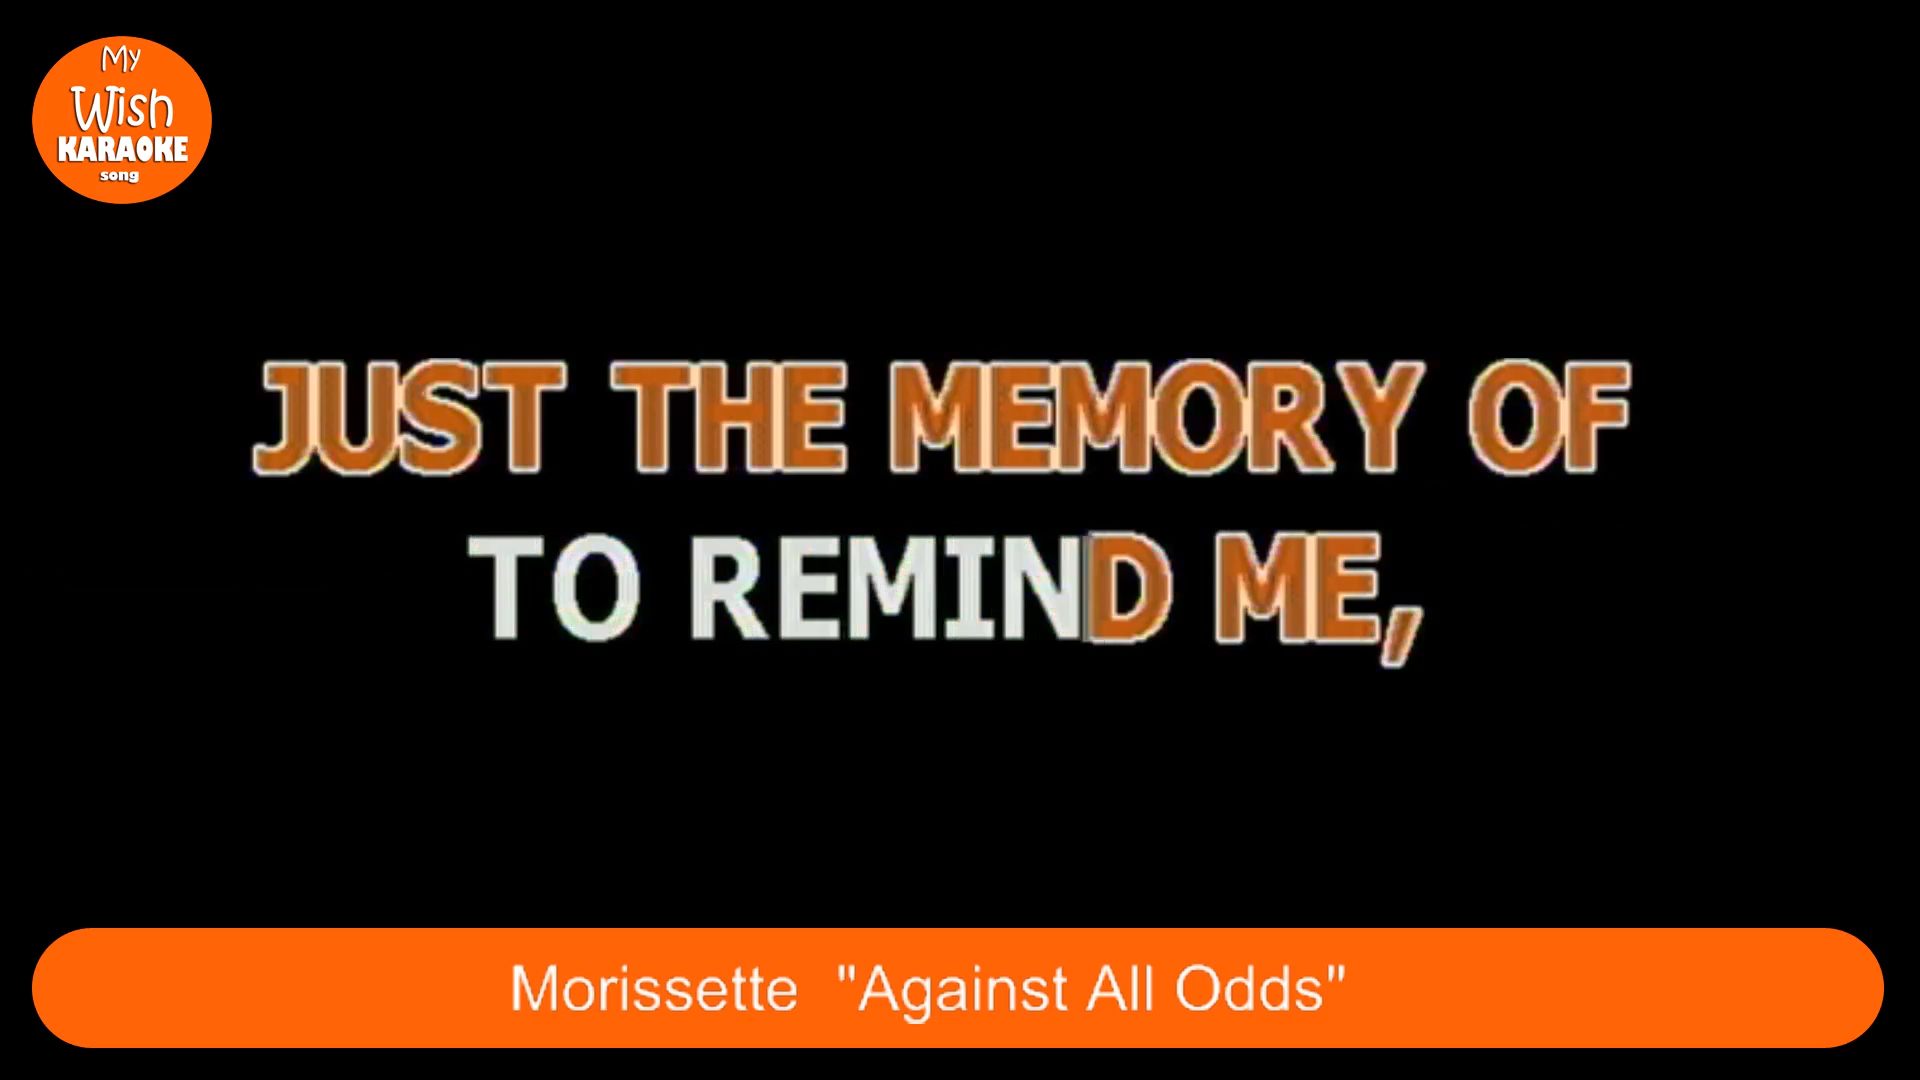 My
Wish
KARAOKE
song
JUST THE MEMORY OF
TO REMIND ME,
Morissette "Against All Odds"